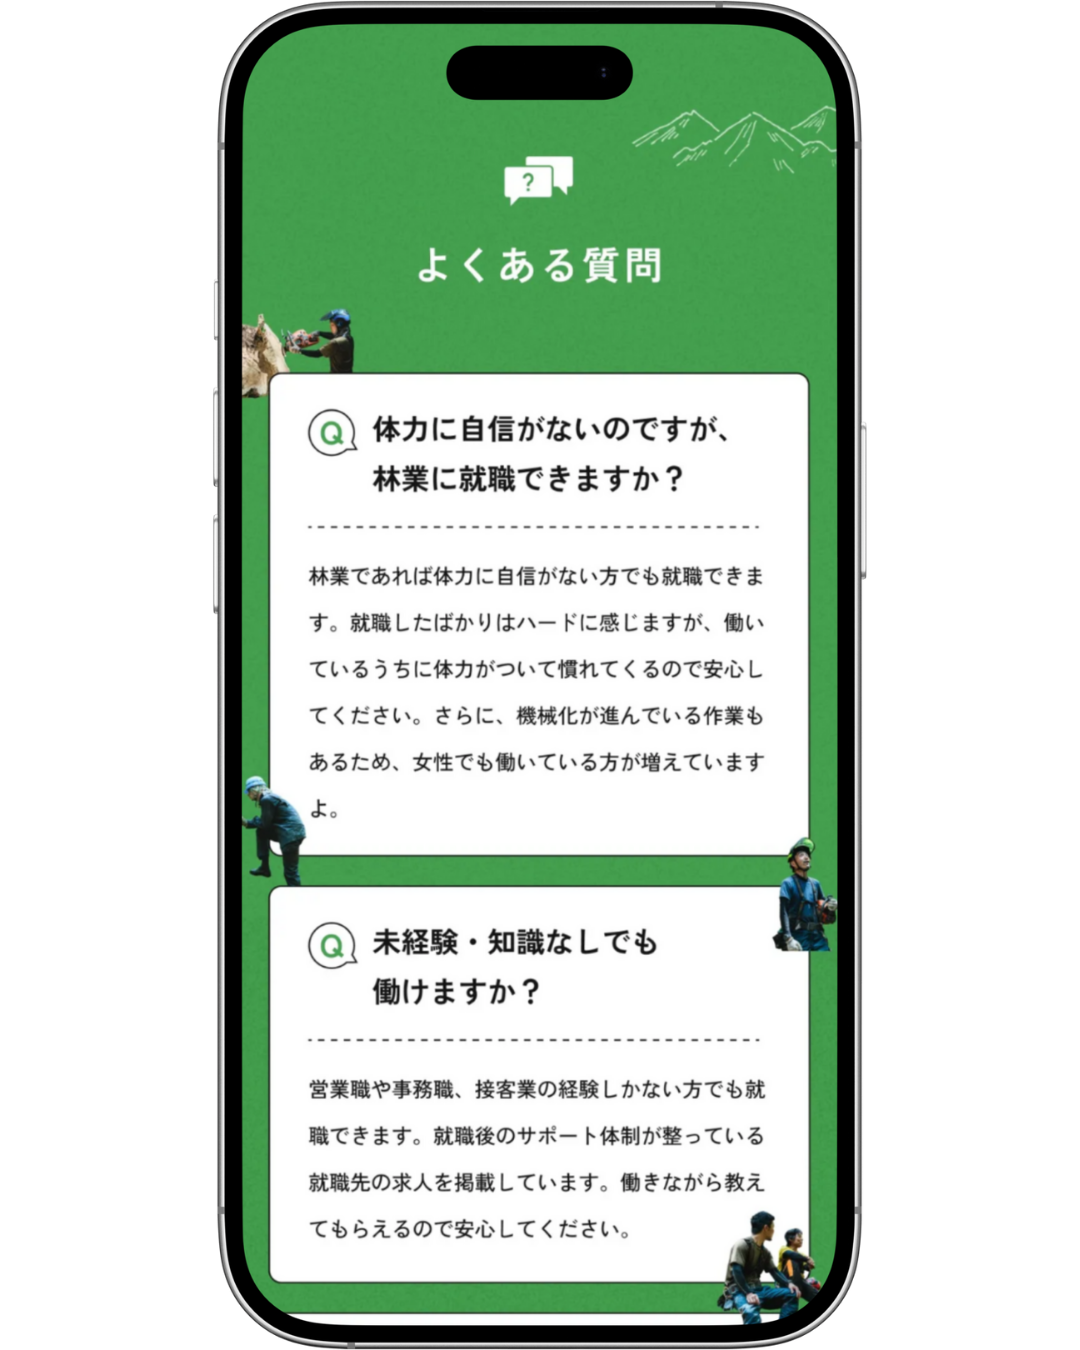 ?
よくある質問
Q 体力に自信がないのですが、
林業に就職できますか？
林業であれば体力に自信がない方でも就職できま
す。就職したばかりはハードに感じますが、働い
ているうちに体力がついて慣れてくるので安心し
てください。さらに、機械化が進んでいる作業も
あるため、女性でも働いている方が増えています
よ。
Q 未経験・知識なしでも
働けますか？
営業職や事務職、接客業の経験しかない方でも就
職できます。就職後のサポート体制が整っている
就職先の求人を掲載しています。働きながら教え
てもらえるので安心してください。